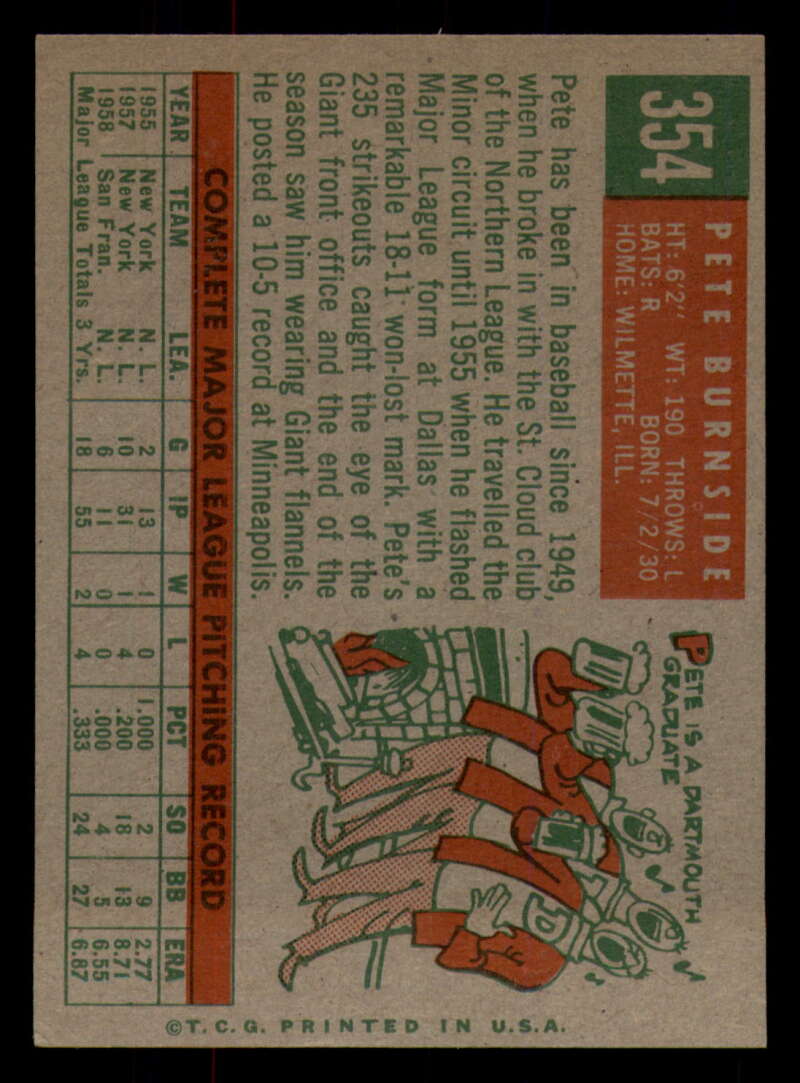 354
PETE BURNSIDE
HT: 6'2" WT: 190 THROWS: L
BATS: R BORN: 7/2/30
HOME: WILMETTE, ILL.
Pete has been in baseball since 1949,
when he broke in with the St. Cloud club
of the Northern League. He travelled the
Minor circuit until 1955 when he flashed
Major League form at Dallas with a
remarkable 18-11 won-lost mark. Pete's
235 strikeouts caught the eye of the
Giant front office and the end of the
season saw him wearing Giant flannels.
He posted a 10-5 record at Minneapolis.
PETE IS A DARTMOUTH
GRADUATE
D
COMPLETE MAJOR LEAGUE PITCHING RECORD
YEAR TEAM LEA. G IP W L PCT SO BB ERA
1955 New York N. L. 2 13 1 0 1.000 2 9 2.77
1957 New York N. L. 10 31 1 4 .200 18 13 8.71
1958 San Fran. N. L. 6 11 0 0 .000 4 5 6.55
Major League Totals 3 Yrs. 18 55 2 4 .333 24 27 6.87
©T.C.G. PRINTED IN U.S.A.